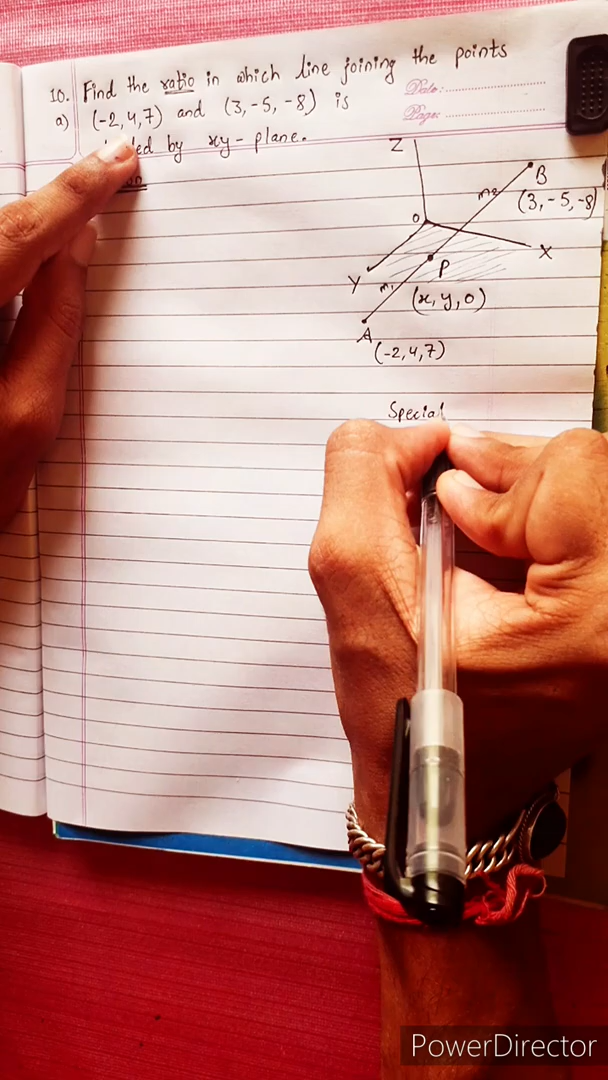 10. Find the ratio in which line joining the points
a) (-2,4,7) and (3,-5,-8) is
Date:
Page:
by xy-plane.
Z
B
m2
(3,-5,-8)
O
X
P
Y
m1
(x,y,0)
A
(-2,4,7)
Special
PowerDirector